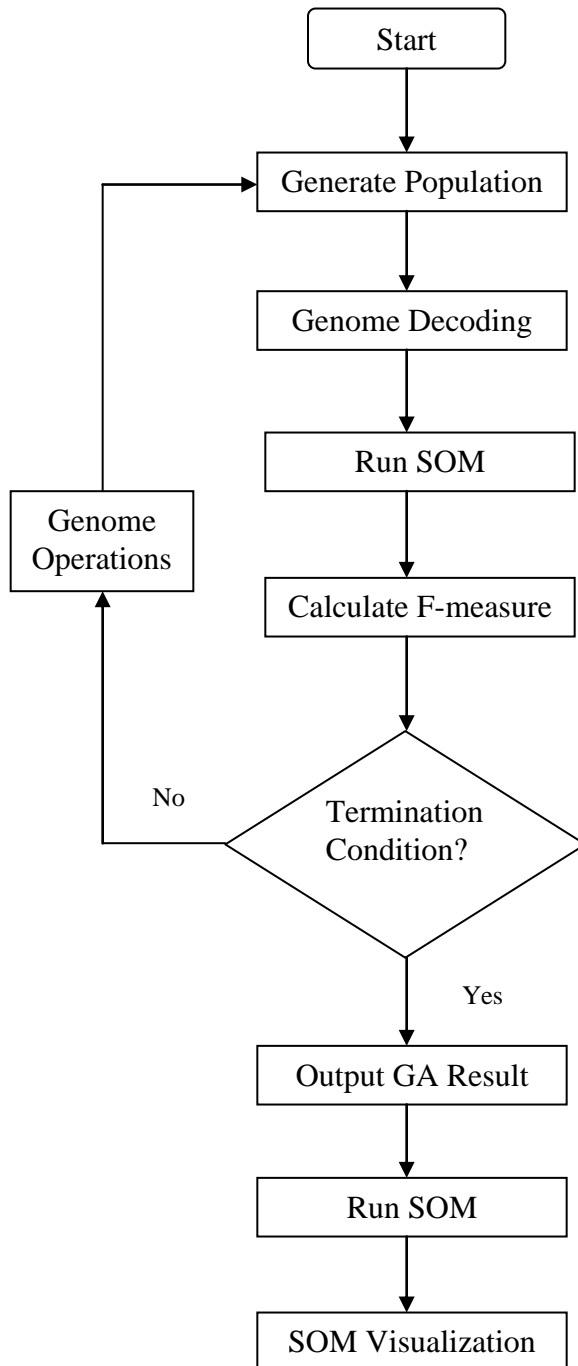 Start
Generate Population
Genome Decoding
Run SOM
Genome
Operations
Calculate F-measure
No
Termination
Condition?
Yes
Output GA Result
Run SOM
SOM Visualization